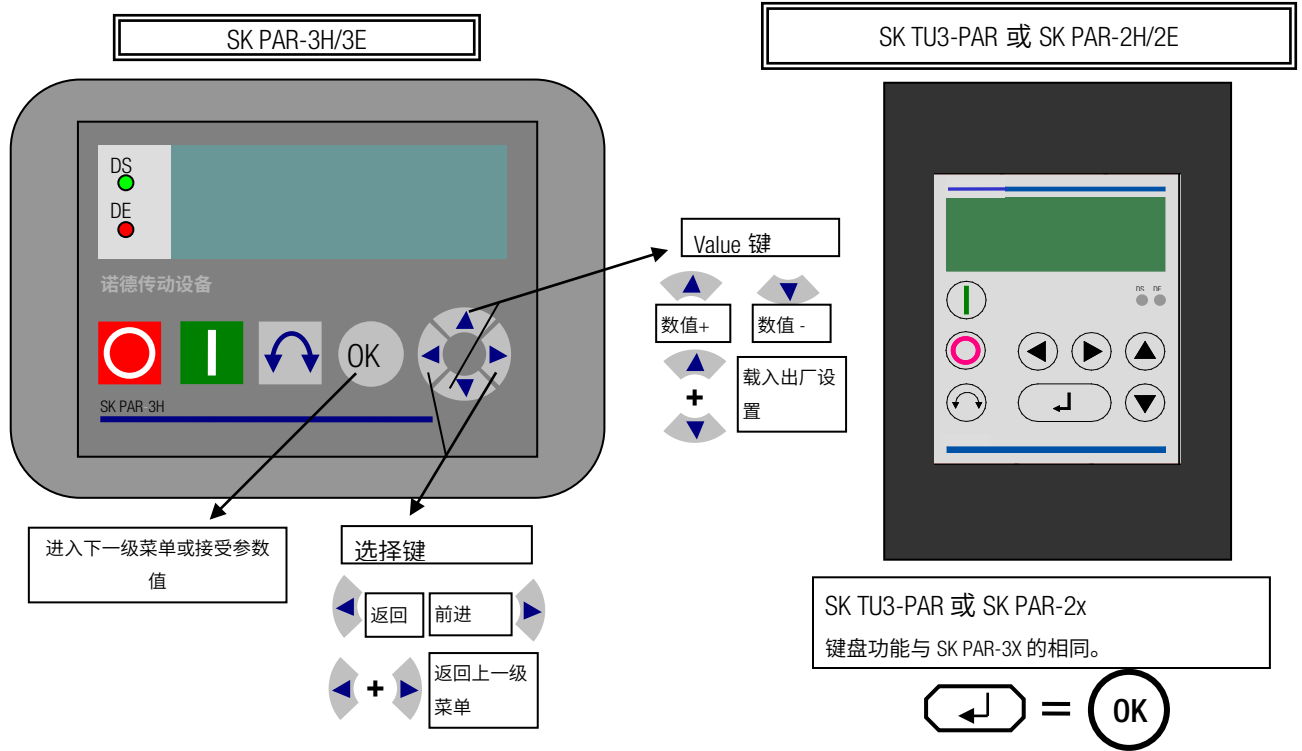 SK PAR-3H/3E
DS
DE
诺德传动设备
OK
SK PAR 3H
进入下一级菜单或接受参数
值
选择键
返回
前进
+
返回上一级
菜单
Value 键
数值+
数值 -
+
载入出厂设
置
SK TU3-PAR 或 SK PAR-2H/2E
DS DE
SK TU3-PAR 或 SK PAR-2x
键盘功能与 SK PAR-3X 的相同。
= OK